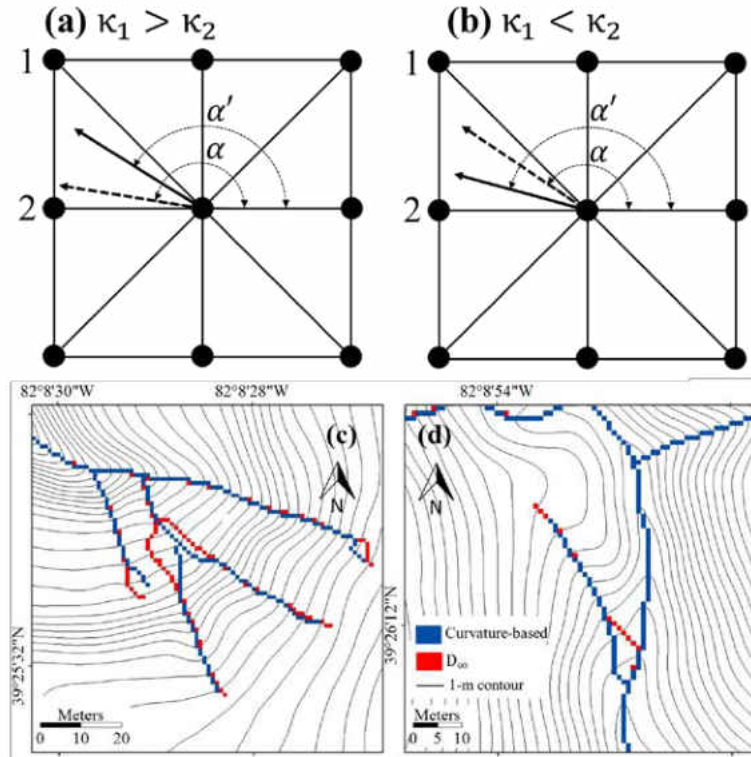 (a) κ₁ > κ₂
(b) κ₁ < κ₂
1
α′
α
2
1
α′
α
2
82°8'30"W
82°8'28"W
82°8'54"W
(c)
N
(d)
N
39°25'32"N
39°26'12"N
Curvature-based
D∞
1-m contour
Meters
0 10 20
Meters
0 5 10